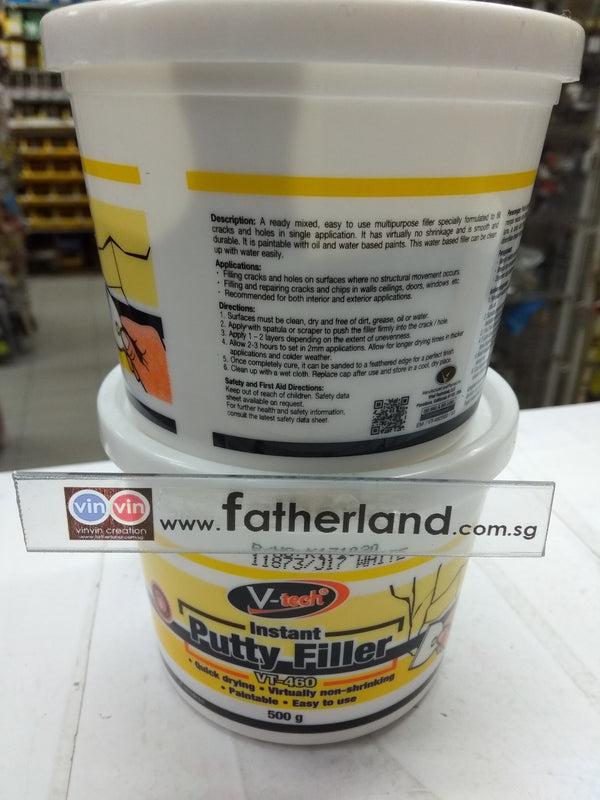 Description: A ready mixed, easy to use multipurpose filler specially formulated to fill
cracks and holes in single application. It has virtually no shrinkage and is smooth and
durable. It is paintable with oil and water based paints. This water based filler can be clean
up with water easily.
Applications:
· Filling cracks and holes on surfaces where no structural movement occurs.
· Filling and repairing cracks and chips in walls ceilings, doors, windows etc.
· Recommended for both interior and exterior applications.
Directions:
1. Surfaces must be clean, dry and free of dirt, grease, oil or water.
2. Apply with spatula or scraper to push the filler firmly into the crack / hole.
3. Apply 1 - 2 layers depending on the extent of unevenness.
4. Allow 2-3 hours to set in 2mm applications. Allow for longer drying times in thicker
applications and colder weather.
5. Once completely cure, it can be sanded to a feathered edge for a perfect finish.
6. Clean up with a wet cloth. Replace cap after use and store in a cool, dry place.
Safety and First Aid Directions:
Keep out of reach of children. Safety data
sheet available on request.
For further health and safety information,
consult the latest safety data sheet.
vin vin
vinvin creation
www.fatherland.com.sg
www.fatherland.com.sg
11873/J17 WHITE
V-tech®
Instant
Putty Filler
VT-460
• Quick drying • Virtually non-shrinking
• Paintable • Easy to use
500 g